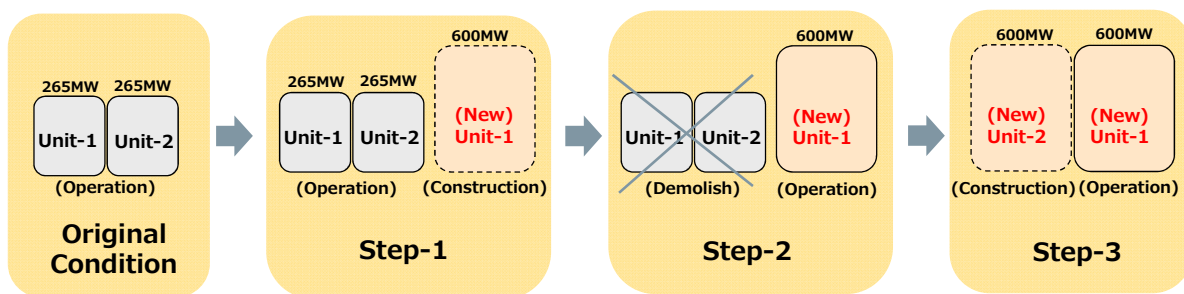 265MW
265MW
Unit-1
Unit-2
(Operation)
Original
Condition
265MW
265MW
600MW
Unit-1
Unit-2
(New)
Unit-1
(Operation)
(Construction)
Step-1
600MW
Unit-1
Unit-2
(New)
Unit-1
(Demolish)
(Operation)
Step-2
600MW
600MW
(New)
Unit-2
(New)
Unit-1
(Construction)
(Operation)
Step-3